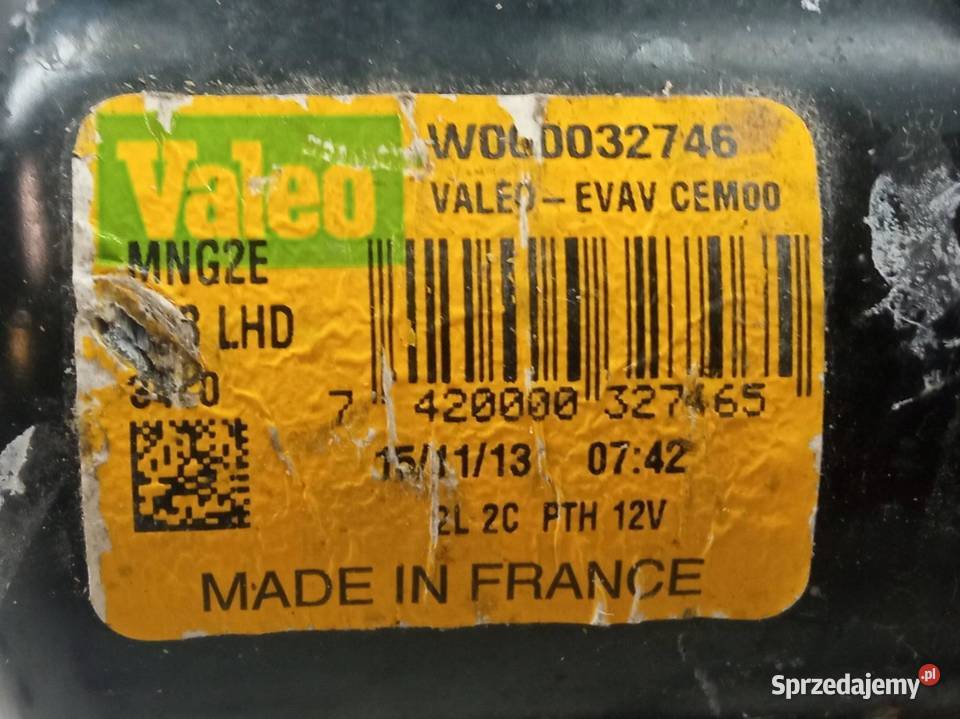 Valeo
W000032746
VALEO - EVAV CEM00
MNG2E
LHD
7 420000 327465
15/11/13 07:42
2L 2C PTH 12V
MADE IN FRANCE
Sprzedajemy.pl